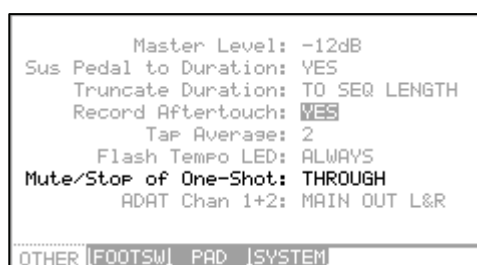 Master Level: -12dB
Sus Pedal to Duration: YES
Truncate Duration: TO SEQ LENGTH
Record Aftertouch: YES
Tap Average: 2
Flash Tempo LED: ALWAYS
Mute/Stop of One-Shot: THROUGH
ADAT Chan 1+2: MAIN OUT L&R
OTHER FOOTSW PAD SYSTEM